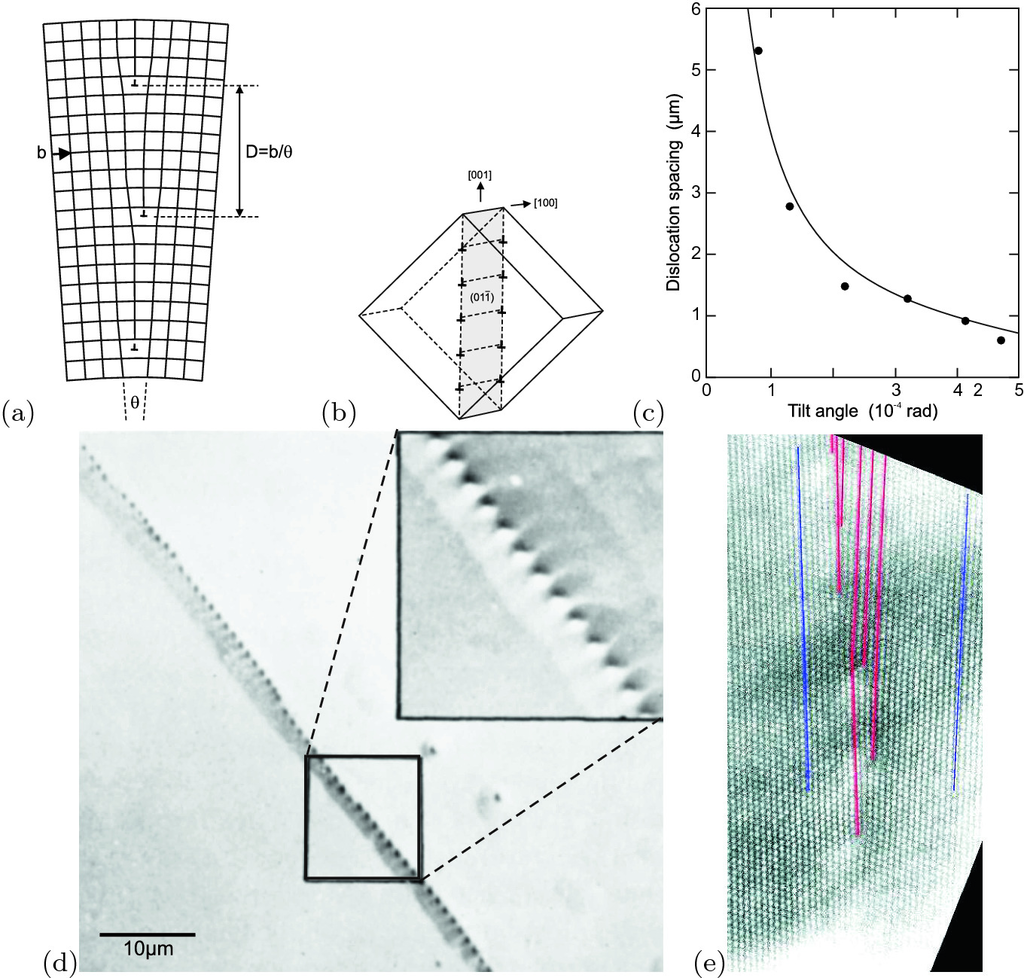 b
D=b/θ
θ
(a)
[001]
[100]
(011̄)
(b)
6
5
4
3
2
1
0
Dislocation spacing (μm)
0
1
3
4
2
5
Tilt angle (10⁻⁴ rad)
(c)
10μm
(d)
(e)